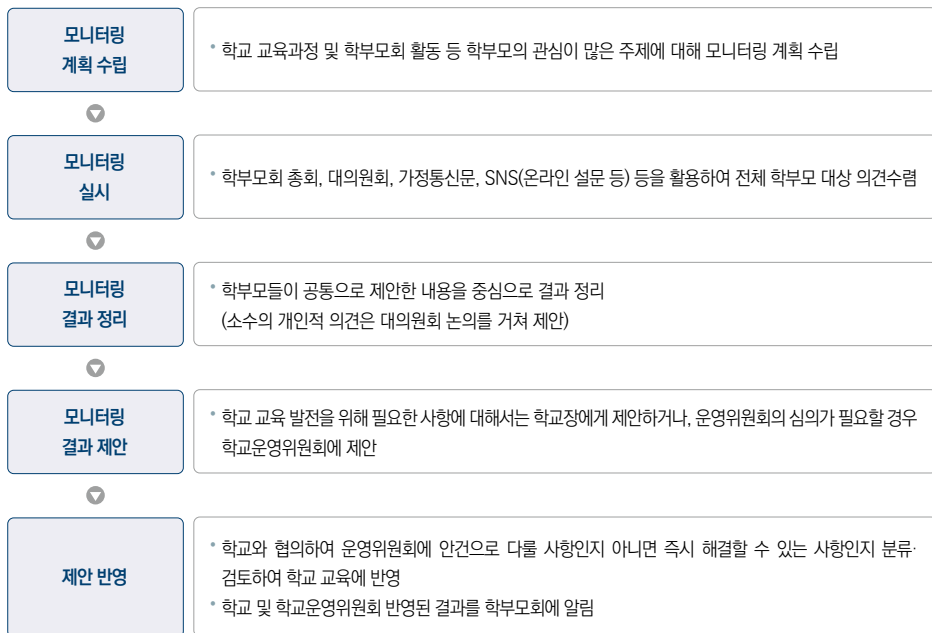 모니터링
계획 수립
• 학교 교육과정 및 학부모회 활동 등 학부모의 관심이 많은 주제에 대해 모니터링 계획 수립
모니터링
실시
• 학부모회 총회, 대의원회, 가정통신문, SNS(온라인 설문 등) 등을 활용하여 전체 학부모 대상 의견수렴
모니터링
결과 정리
• 학부모들이 공통으로 제안한 내용을 중심으로 결과 정리
(소수의 개인적 의견은 대의원회 논의를 거쳐 제안)
모니터링
결과 제안
• 학교 교육 발전을 위해 필요한 사항에 대해서는 학교장에게 제안하거나, 운영위원회의 심의가 필요할 경우
학교운영위원회에 제안
제안 반영
• 학교와 협의하여 운영위원회에 안건으로 다룰 사항인지 아니면 즉시 해결할 수 있는 사항인지 분류·
검토하여 학교 교육에 반영
• 학교 및 학교운영위원회 반영된 결과를 학부모회에 알림